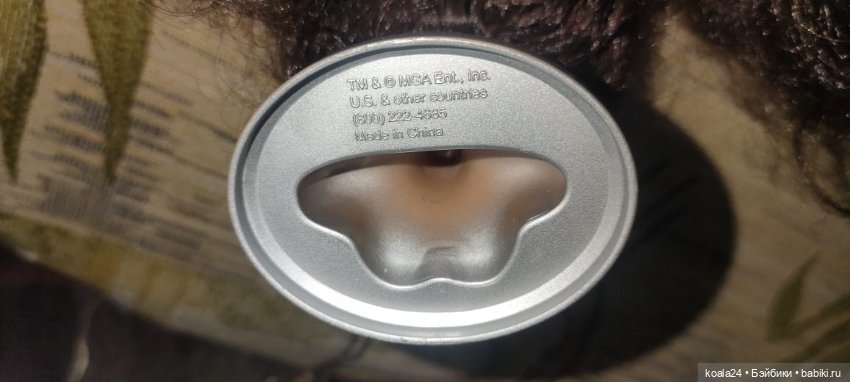 TM & © MGA Ent., Inc.
U.S. & other countries
(800) 222-4685
Made in China
koala24 • Бэйбики • babiki.ru